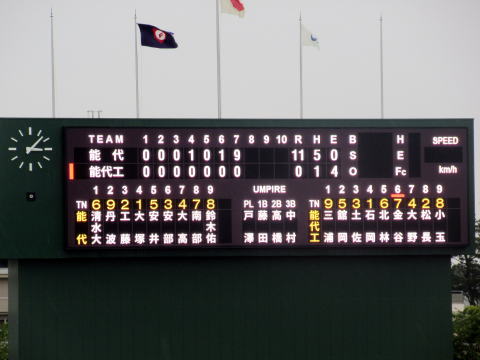 TEAM 1 2 3 4 5 6 7 8 9 10 R H E B H SPEED
能代 0 0 0 1 0 1 9 11 5 0 S E
能代工 0 0 0 0 0 0 0 0 1 4 O Fc km/h
1 2 3 4 5 6 7 8 9 UMPIRE 1 2 3 4 5 6 7 8 9
TN 6 9 2 1 5 3 4 7 8 PL 1B 2B 3B TN 9 5 3 1 6 7 4 2 8
能 清 丹 工 大 安 安 大 南 鈴 戸 藤 高 中 能 三 舘 土 石 北 金 大 松 小
木 代
代 大 波 藤 塚 井 部 高 部 佑 澤 田 橋 村 工 浦 岡 佐 岡 林 谷 野 長 玉